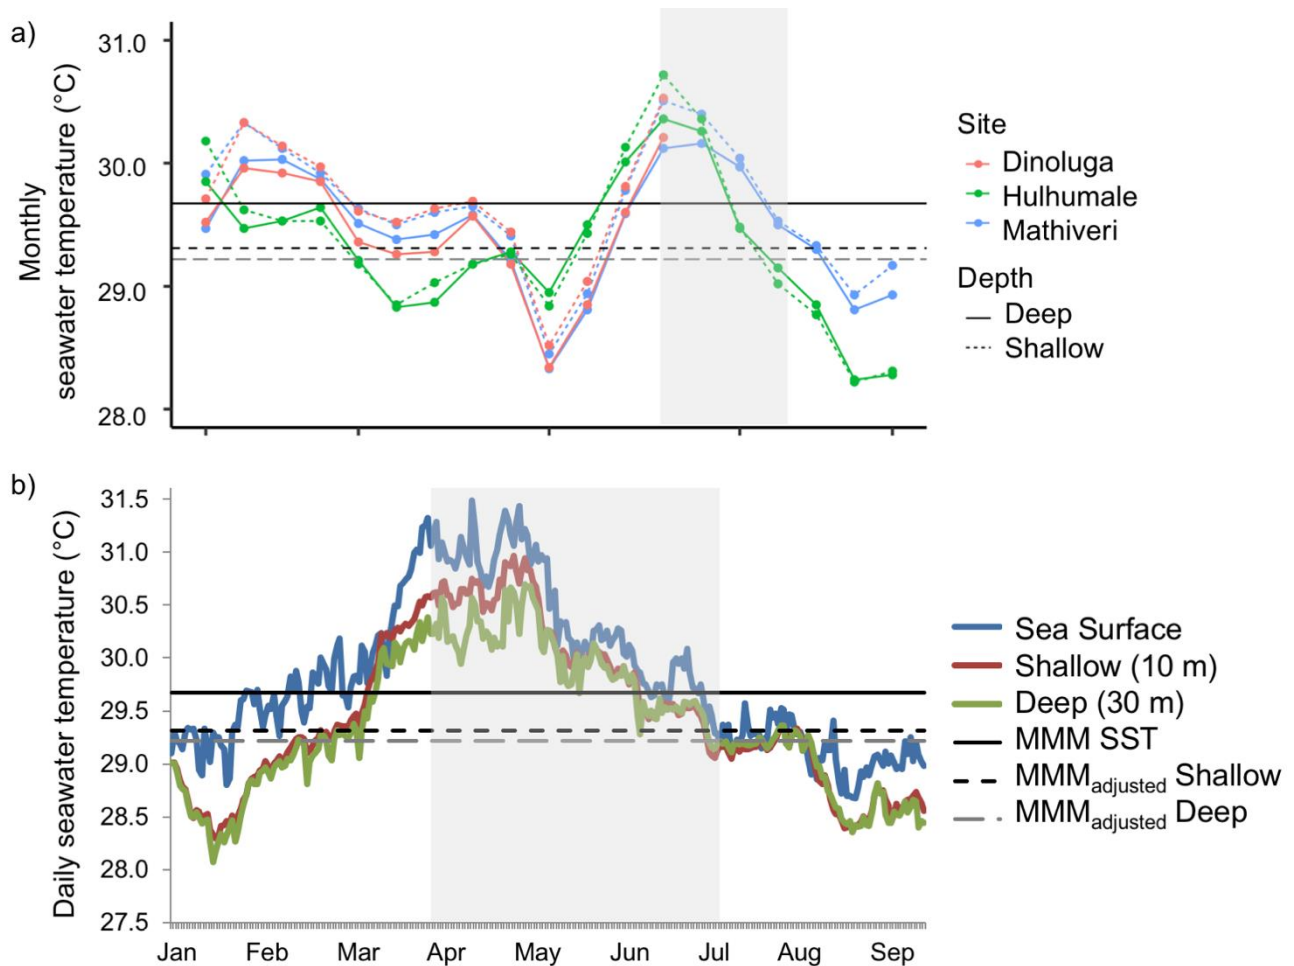 a)
Monthly
seawater temperature (°C)
31.0
30.0
29.0
28.0
Site
Dinoluga
Hulhumale
Mathiveri
Depth
Deep
Shallow
b)
Daily seawater temperature (°C)
31.5
31.0
30.5
30.0
29.5
29.0
28.5
28.0
27.5
Jan Feb Mar Apr May Jun Jul Aug Sep
Sea Surface
Shallow (10 m)
Deep (30 m)
MMM SST
MMMadjusted Shallow
MMMadjusted Deep